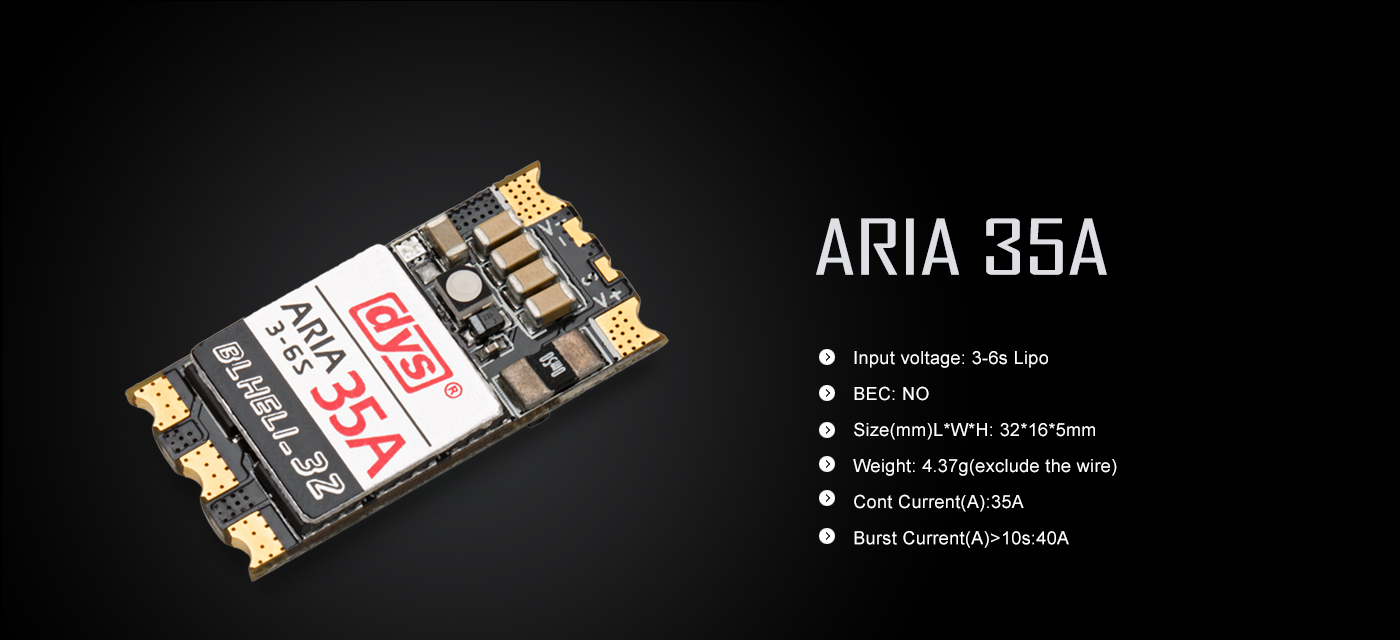 ARIA 35A
Input voltage: 3-6s Lipo
BEC: NO
Size(mm)L*W*H: 32*16*5mm
Weight: 4.37g(exclude the wire)
Cont Current(A):35A
Burst Current(A)>10s:40A
dys®
ARIA 35A
3-6S
BLHELI-32
V-
-
C
V+
0M50